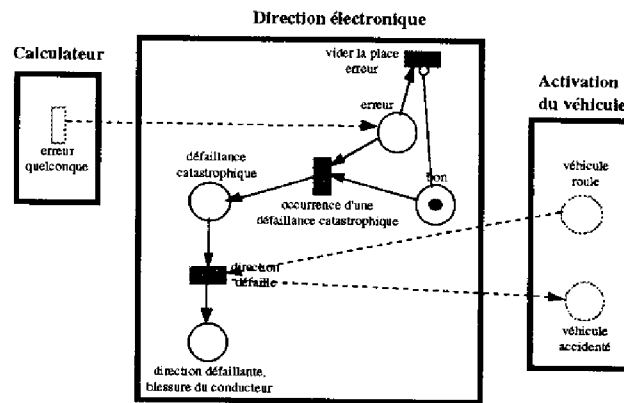 Direction électronique
Calculateur
erreur
quelconque
vider la place
erreur
erreur
défaillance
catastrophique
bon
occurrence d'une
défaillance catastrophique
direction
défaille
direction défaillante,
blessure du conducteur
Activation
du véhicule
véhicule
roule
véhicule
accidenté